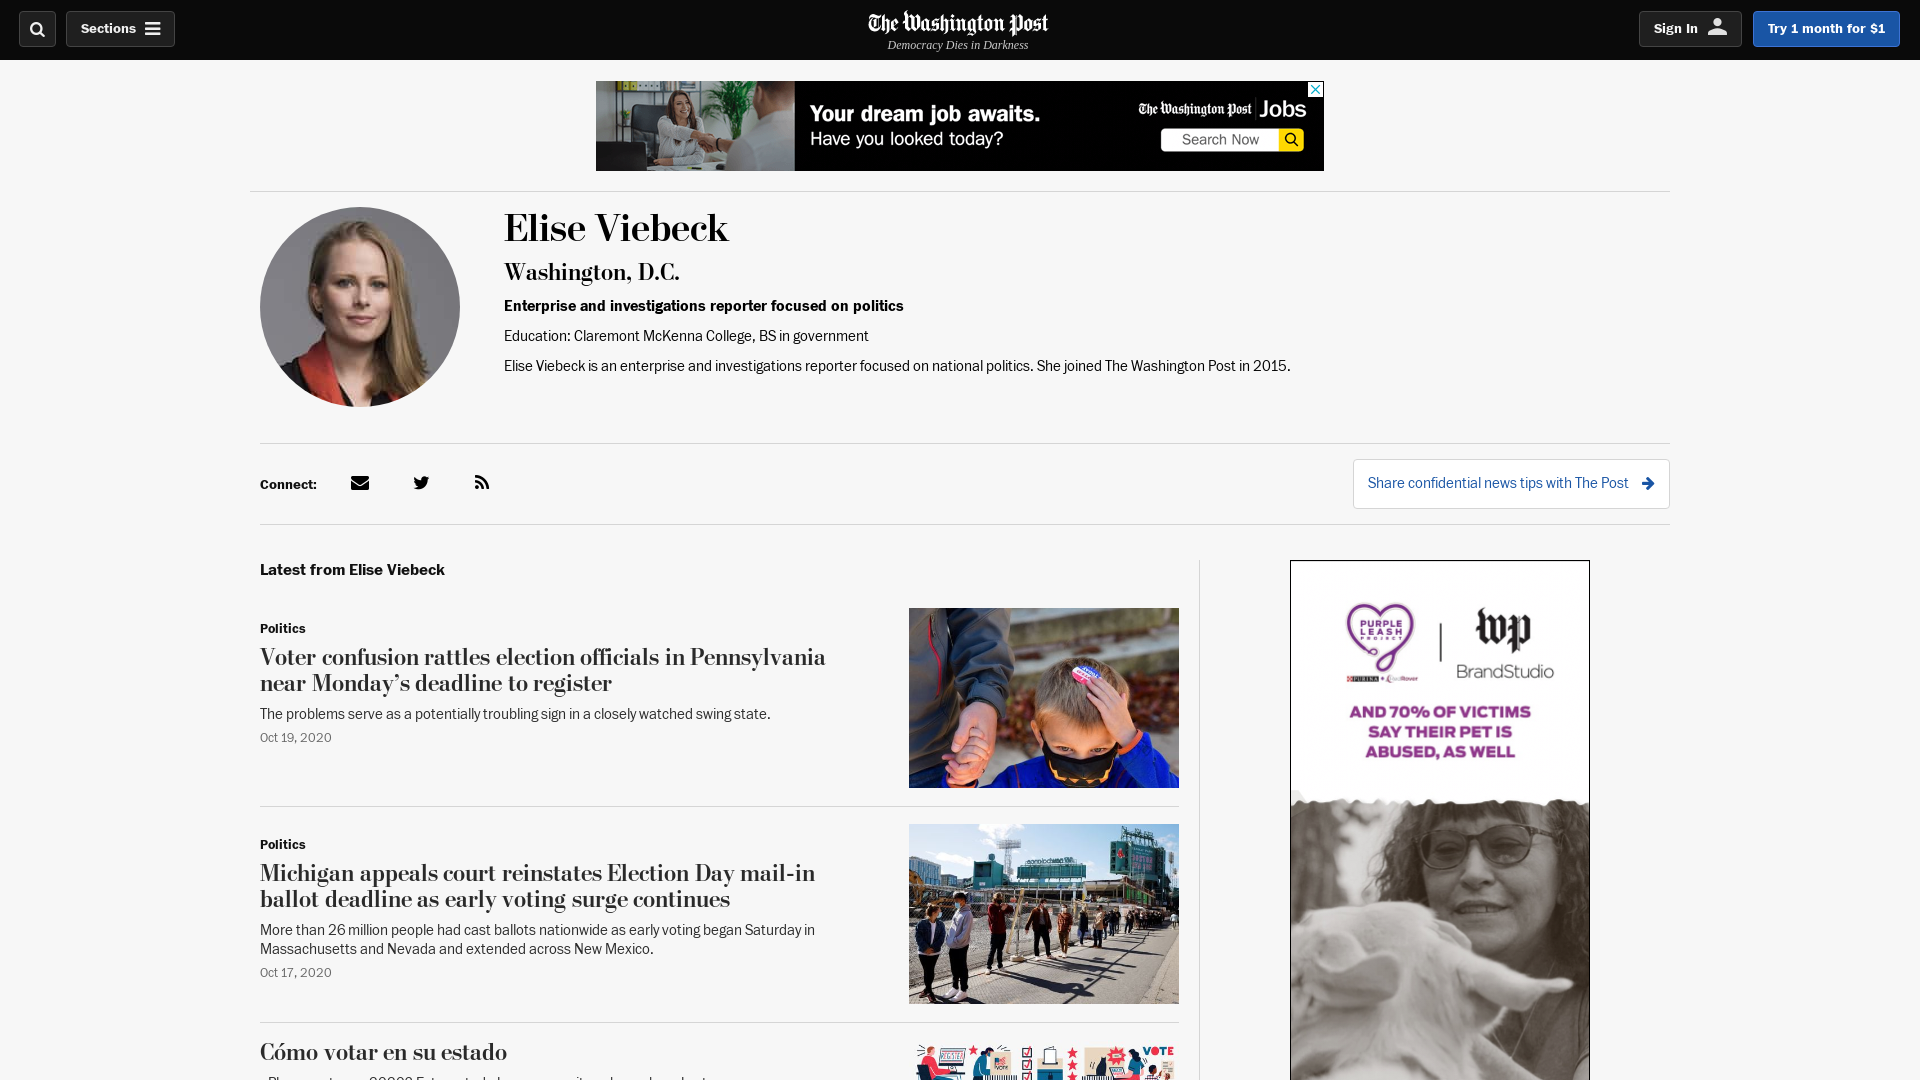 Sections
The Washington Post
Democracy Dies in Darkness
Sign In
Try 1 month for $1
Your dream job awaits.
Have you looked today?
The Washington Post Jobs
Search Now
Elise Viebeck
Washington, D.C.
Enterprise and investigations reporter focused on politics
Education: Claremont McKenna College, BS in government
Elise Viebeck is an enterprise and investigations reporter focused on national politics. She joined The Washington Post in 2015.
Connect:
Share confidential news tips with The Post
Latest from Elise Viebeck
Politics
Voter confusion rattles election officials in Pennsylvania
near Monday’s deadline to register
The problems serve as a potentially troubling sign in a closely watched swing state.
Oct 19, 2020
Politics
Michigan appeals court reinstates Election Day mail-in
ballot deadline as early voting surge continues
More than 26 million people had cast ballots nationwide as early voting began Saturday in
Massachusetts and Nevada and extended across New Mexico.
Oct 17, 2020
Cómo votar en su estado
VOTE
PURPLE
LEASH
PROJECT
PURINA +
wp
BrandStudio
AND 70% OF VICTIMS
SAY THEIR PET IS
ABUSED, AS WELL